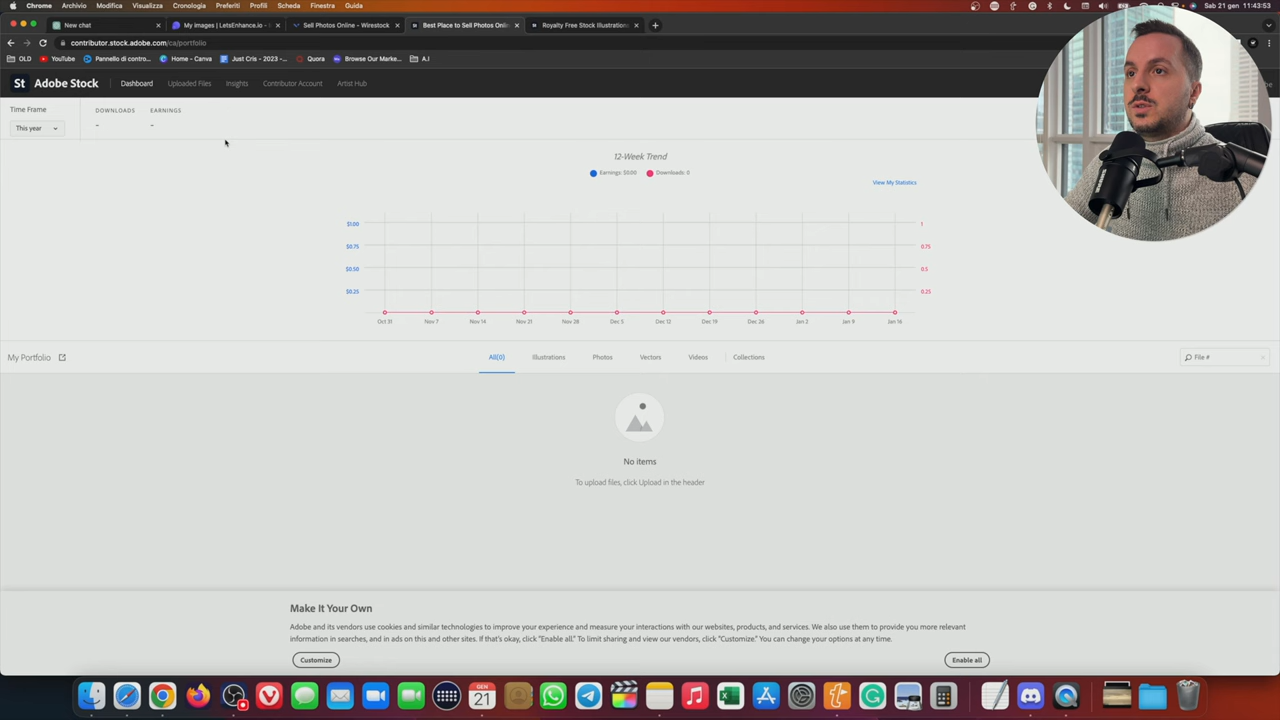 Chrome Archivio Modifica Visualizza Cronologia Preferiti Profili Scheda Finestra Guida
Sab 21 gen 11:43:53
New chat
My images | LetsEnhance.io -
Sell Photos Online - Wirestock
Best Place to Sell Photos Onli
Royalty Free Stock Illustration
contributor.stock.adobe.com/ca/portfolio
OLD YouTube Pannello di contro... Home - Canva Just Cris - 2023 -... Quora Browse Our Marke... A.I
St Adobe Stock Dashboard Uploaded Files Insights Contributor Account Artist Hub
Time Frame
This year
DOWNLOADS EARNINGS
- -
12-Week Trend
Earnings: $0.00 Downloads: 0
View My Statistics
$1.00 1
$0.75 0.75
$0.50 0.5
$0.25 0.25
Oct 31 Nov 7 Nov 14 Nov 21 Nov 28 Dec 5 Dec 12 Dec 19 Dec 26 Jan 2 Jan 9 Jan 16
My Portfolio All(0) Illustrations Photos Vectors Videos Collections File #
No items
To upload files, click Upload in the header
Make It Your Own
Adobe and its vendors use cookies and similar technologies to improve your experience and measure your interactions with our websites, products, and services. We also use them to provide you more relevant
information in searches, and in ads on this and other sites. If that's okay, click "Enable all." To limit sharing and view our vendors, click "Customize." You can change your options at any time.
Customize Enable all
GEN
21